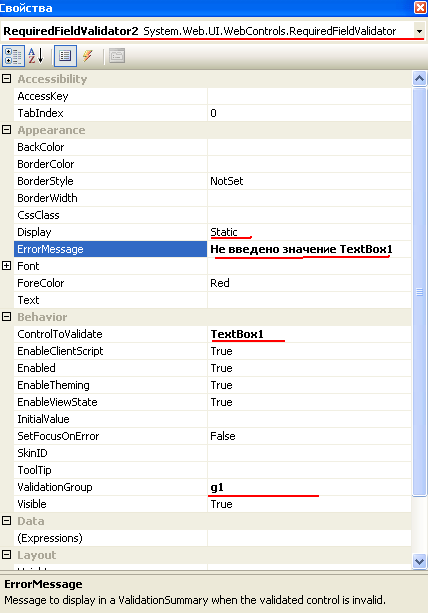 Свойства
RequiredFieldValidator2 System.Web.UI.WebControls.RequiredFieldValidator
Accessibility
AccessKey
TabIndex 0
Appearance
BackColor
BorderColor
BorderStyle NotSet
BorderWidth
CssClass
Display Static
ErrorMessage Не введено значение TextBox1
Font
ForeColor Red
Text
Behavior
ControlToValidate TextBox1
EnableClientScript True
Enabled True
EnableTheming True
EnableViewState True
InitialValue
SetFocusOnError False
SkinID
ToolTip
ValidationGroup g1
Visible True
Data
(Expressions)
Layout
ErrorMessage
Message to display in a ValidationSummary when the validated control is invalid.